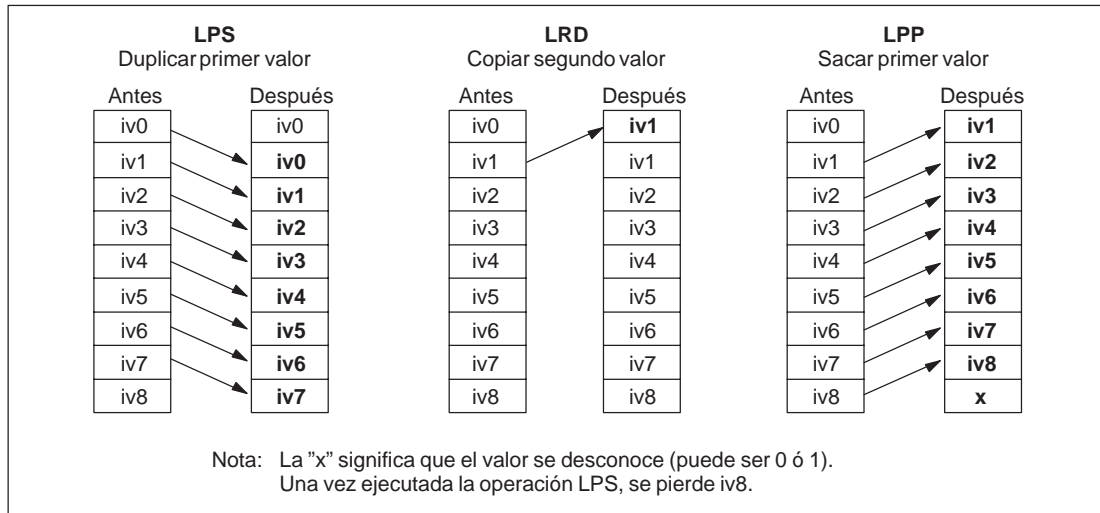 LPS
Duplicar primer valor
Antes Después
iv0 iv0
iv1 iv0
iv2 iv1
iv3 iv2
iv4 iv3
iv5 iv4
iv6 iv5
iv7 iv6
iv8 iv7
LRD
Copiar segundo valor
Antes Después
iv0 iv1
iv1 iv1
iv2 iv2
iv3 iv3
iv4 iv4
iv5 iv5
iv6 iv6
iv7 iv7
iv8 iv8
LPP
Sacar primer valor
Antes Después
iv0 iv1
iv1 iv2
iv2 iv3
iv3 iv4
iv4 iv5
iv5 iv6
iv6 iv7
iv7 iv8
iv8 x
Nota: La ”x” significa que el valor se desconoce (puede ser 0 ó 1).
Una vez ejecutada la operación LPS, se pierde iv8.